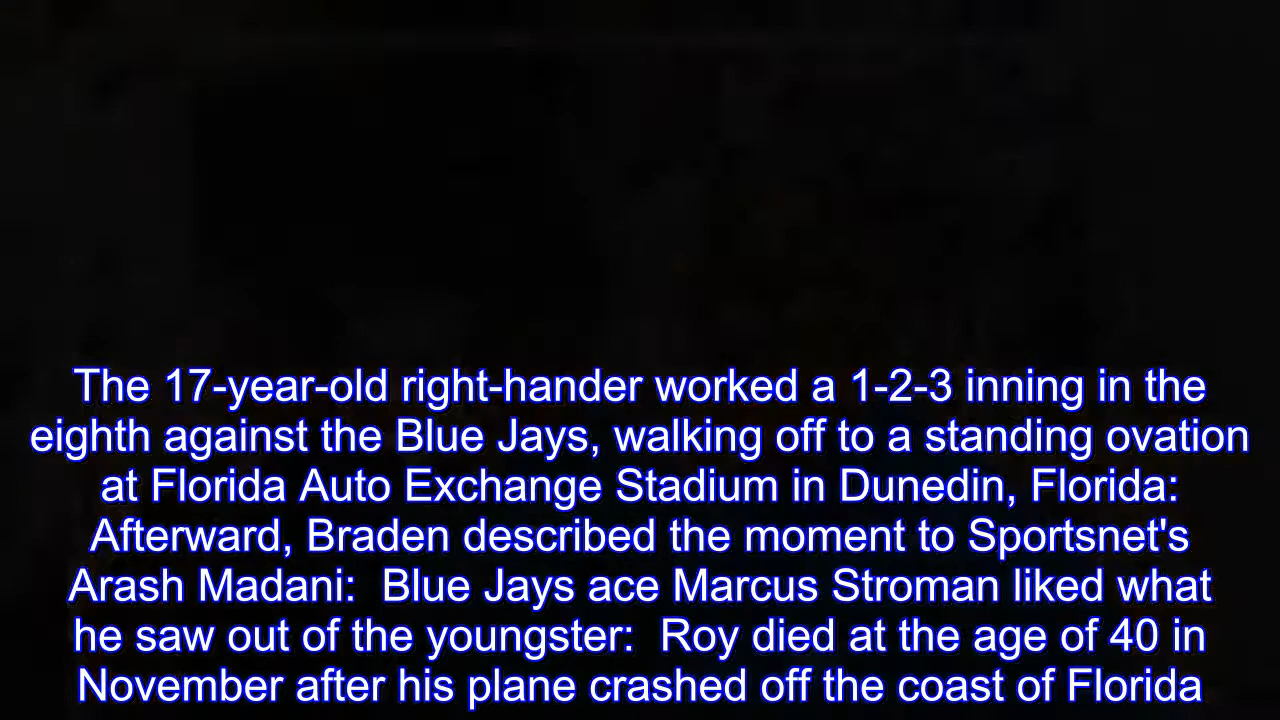 The 17-year-old right-hander worked a 1-2-3 inning in the
eighth against the Blue Jays, walking off to a standing ovation
at Florida Auto Exchange Stadium in Dunedin, Florida:
Afterward, Braden described the moment to Sportsnet's
Arash Madani:  Blue Jays ace Marcus Stroman liked what
he saw out of the youngster:  Roy died at the age of 40 in
November after his plane crashed off the coast of Florida